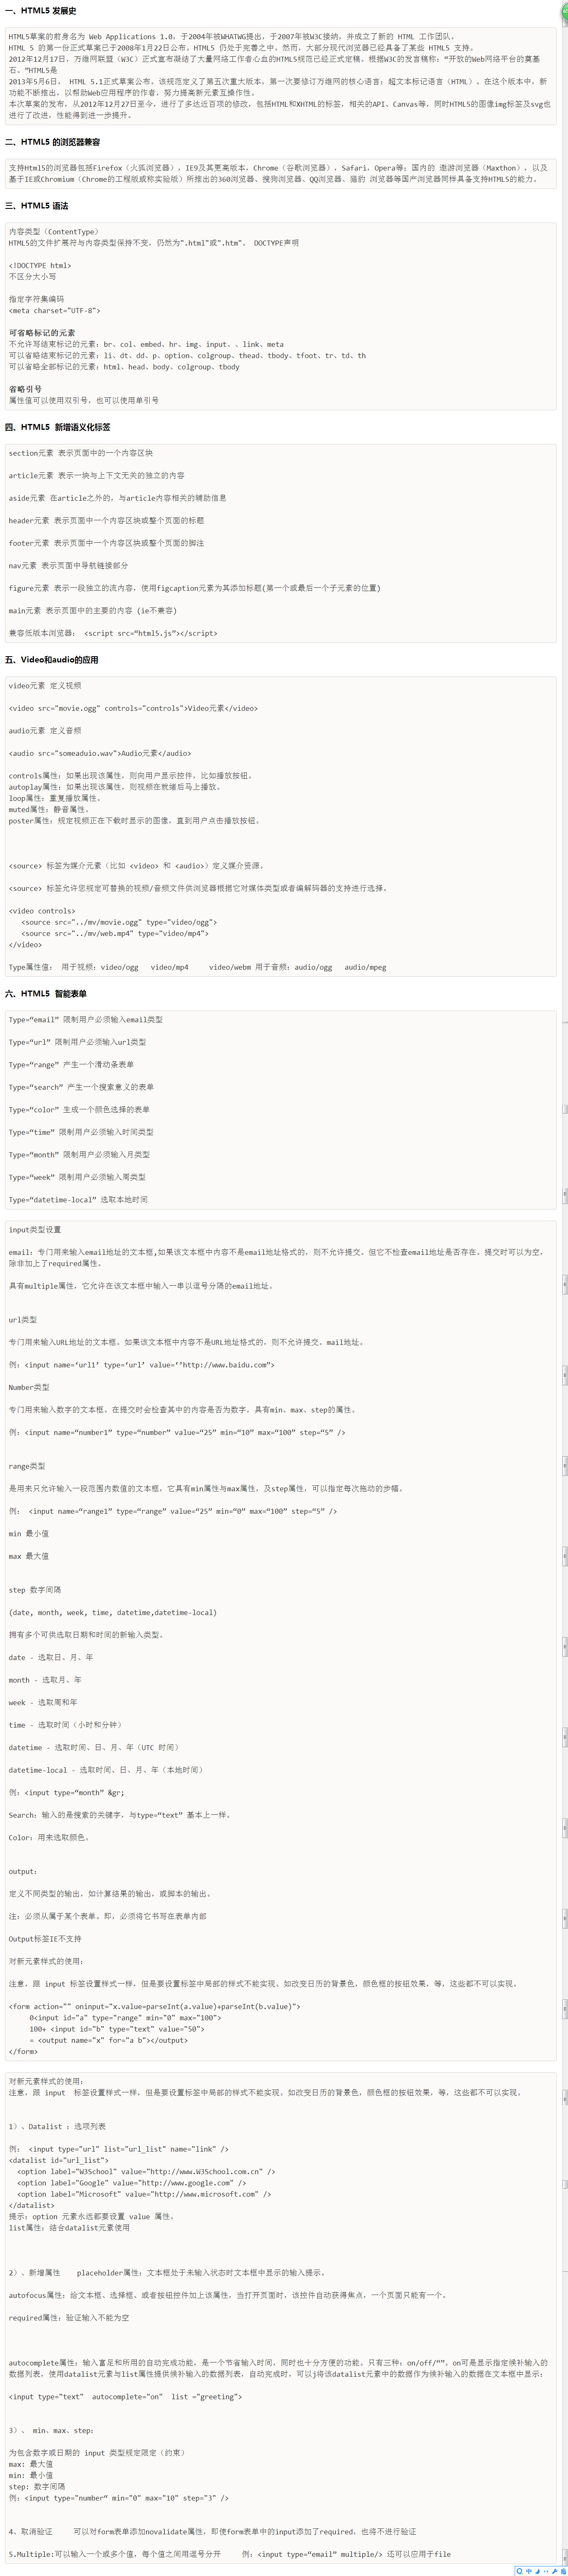 一、HTML5 发展史
HTML5草案的前身名为 Web Applications 1.0，于2004年被WHATWG提出，于2007年被W3C接纳，并成立了新的 HTML 工作团队。
HTML 5 的第一份正式草案已于2008年1月22日公布。HTML5 仍处于完善之中。然而，大部分现代浏览器已经具备了某些 HTML5 支持。
2012年12月17日，万维网联盟（W3C）正式宣布凝结了大量网络工作者心血的HTML5规范已经正式定稿。根据W3C的发言稿称：“开放的Web网络平台的奠基
石。”HTML5是
2013年5月6日， HTML 5.1正式草案公布。该规范定义了第五次重大版本，第一次要修订万维网的核心语言：超文本标记语言（HTML）。在这个版本中，新
功能不断推出，以帮助Web应用程序的作者，努力提高新元素互操作性。
本次草案的发布，从2012年12月27日至今，进行了多达近百项的修改，包括HTML和XHTML的标签，相关的API、Canvas等，同时HTML5的图像img标签及svg也
进行了改进，性能得到进一步提升。
二、HTML5 的浏览器兼容
支持Html5的浏览器包括Firefox（火狐浏览器），IE9及其更高版本，Chrome（谷歌浏览器），Safari，Opera等；国内的 遨游浏览器（Maxthon），以及
基于IE或Chromium（Chrome的工程版或称实验版）所推出的360浏览器、搜狗浏览器、QQ浏览器、猎豹 浏览器等国产浏览器同样具备支持HTML5的能力。
三、HTML5 语法
内容类型（ContentType）
HTML5的文件扩展符与内容类型保持不变，仍然为".html"或".htm"。 DOCTYPE声明
<!DOCTYPE html>
不区分大小写
指定字符集编码
<meta charset="UTF-8">
可省略标记的元素
不允许写结束标记的元素：br、col、embed、hr、img、input、、link、meta
可以省略结束标记的元素：li、dt、dd、p、option、colgroup、thead、tbody、tfoot、tr、td、th
可以省略全部标记的元素：html、head、body、colgroup、tbody
省略引号
属性值可以使用双引号，也可以使用单引号
四、HTML5 新增语义化标签
section元素 表示页面中的一个内容区块
article元素 表示一块与上下文无关的独立的内容
aside元素 在article之外的，与article内容相关的辅助信息
header元素 表示页面中一个内容区块或整个页面的标题
footer元素 表示页面中一个内容区块或整个页面的脚注
nav元素 表示页面中导航链接部分
figure元素 表示一段独立的流内容，使用figcaption元素为其添加标题(第一个或最后一个子元素的位置)
main元素 表示页面中的主要的内容 (ie不兼容)
兼容低版本浏览器： <script src=“html5.js”></script>
五、Video和audio的应用
video元素 定义视频
<video src="movie.ogg" controls="controls">Video元素</video>
audio元素 定义音频
<audio src="someaduio.wav">Audio元素</audio>
controls属性：如果出现该属性，则向用户显示控件，比如播放按钮。
autoplay属性：如果出现该属性，则视频在就绪后马上播放。
loop属性：重复播放属性。
muted属性：静音属性。
poster属性：规定视频正在下载时显示的图像，直到用户点击播放按钮。
<source> 标签为媒介元素（比如 <video> 和 <audio>）定义媒介资源。
<source> 标签允许您规定可替换的视频/音频文件供浏览器根据它对媒体类型或者编解码器的支持进行选择。
<video controls>
<source src="../mv/movie.ogg" type="video/ogg">
<source src="../mv/web.mp4" type="video/mp4">
</video>
Type属性值： 用于视频：video/ogg video/mp4 video/webm 用于音频：audio/ogg audio/mpeg
六、HTML5 智能表单
Type=“email” 限制用户必须输入email类型
Type=“url” 限制用户必须输入url类型
Type=“range” 产生一个滑动条表单
Type=“search” 产生一个搜索意义的表单
Type=“color” 生成一个颜色选择的表单
Type=“time” 限制用户必须输入时间类型
Type=“month” 限制用户必须输入月类型
Type=“week” 限制用户必须输入周类型
Type=“datetime-local” 选取本地时间
input类型设置
email：专门用来输入email地址的文本框,如果该文本框中内容不是email地址格式的，则不允许提交。但它不检查email地址是否存在。提交时可以为空，
除非加上了required属性。
具有multiple属性，它允许在该文本框中输入一串以逗号分隔的email地址。
url类型
专门用来输入URL地址的文本框。如果该文本框中内容不是URL地址格式的，则不允许提交。mail地址。
例：<input name=‘url1’ type=‘url’ value=‘’http://www.baidu.com”>
Number类型
专门用来输入数字的文本框。在提交时会检查其中的内容是否为数字，具有min、max、step的属性。
例：<input name=“number1” type=“number” value=“25” min=“10” max=“100” step=“5” />
range类型
是用来只允许输入一段范围内数值的文本框，它具有min属性与max属性，及step属性，可以指定每次拖动的步幅。
例： <input name=“range1” type=“range” value=“25” min=“0” max=“100” step=“5” />
min 最小值
max 最大值
step 数字间隔
(date, month, week, time, datetime,datetime-local)
拥有多个可供选取日期和时间的新输入类型。
date - 选取日、月、年
month - 选取月、年
week - 选取周和年
time - 选取时间（小时和分钟）
datetime - 选取时间、日、月、年（UTC 时间）
datetime-local - 选取时间、日、月、年（本地时间）
例：<input type=“month” &gr;
Search：输入的是搜索的关键字，与type=“text” 基本上一样。
Color：用来选取颜色。
output：
定义不同类型的输出，如计算结果的输出，或脚本的输出。
注：必须从属于某个表单。即，必须将它书写在表单内部
Output标签IE不支持
对新元素样式的使用：
注意，跟 input 标签设置样式一样，但是要设置标签中局部的样式不能实现。如改变日历的背景色，颜色框的按钮效果，等，这些都不可以实现。
<form action="" oninput="x.value=parseInt(a.value)+parseInt(b.value)">
0<input id="a" type="range" min="0" max="100">
100+ <input id="b" type="text" value="50">
= <output name="x" for="a b"></output>
</form>
对新元素样式的使用：
注意，跟 input 标签设置样式一样，但是要设置标签中局部的样式不能实现。如改变日历的背景色，颜色框的按钮效果，等，这些都不可以实现。
1）、Datalist ：选项列表
例： <input type="url" list="url_list" name="link" />
<datalist id="url_list">
<option label="W3School" value="http://www.W3School.com.cn" />
<option label="Google" value="http://www.google.com" />
<option label="Microsoft" value="http://www.microsoft.com" />
</datalist>
提示：option 元素永远都要设置 value 属性。
list属性：结合datalist元素使用
2）、新增属性 placeholder属性：文本框处于未输入状态时文本框中显示的输入提示。
autofocus属性：给文本框、选择框、或者按钮控件加上该属性，当打开页面时，该控件自动获得焦点，一个页面只能有一个。
required属性：验证输入不能为空
autocomplete属性：输入富足和所用的自动完成功能。是一个节省输入时间，同时也十分方便的功能。只有三种：on/off/“”。on可是显示指定候补输入的
数据列表。使用datalist元素与list属性提供候补输入的数据列表，自动完成时，可以j将该datalist元素中的数据作为候补输入的数据在文本框中显示；
<input type="text" autocomplete="on" list ="greeting">
3）、 min、max、step：
为包含数字或日期的 input 类型规定限定（约束）
max: 最大值
min: 最小值
step: 数字间隔
例：<input type="number“ min="0" max="10" step="3" />
4、取消验证 可以对form表单添加novalidate属性，即使form表单中的input添加了required，也将不进行验证
5.Multiple:可以输入一个或多个值，每个值之间用逗号分开 例：<input type=“email” multiple/> 还可以应用于file
中